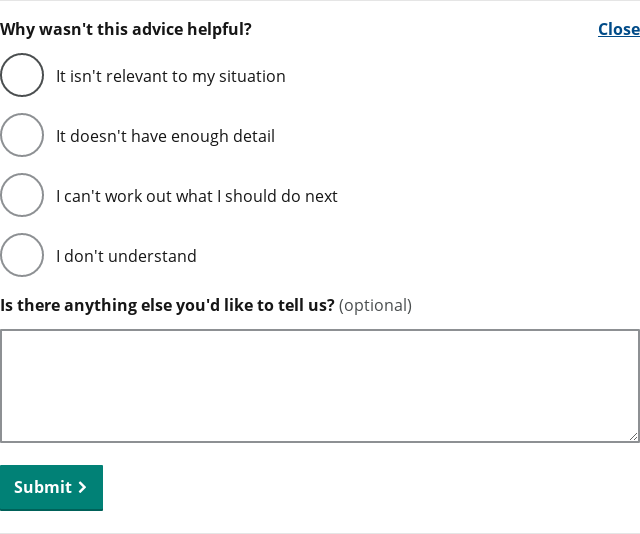 Why wasn't this advice helpful? Close
It isn't relevant to my situation
It doesn't have enough detail
I can't work out what I should do next
I don't understand
Is there anything else you'd like to tell us? (optional)
Submit